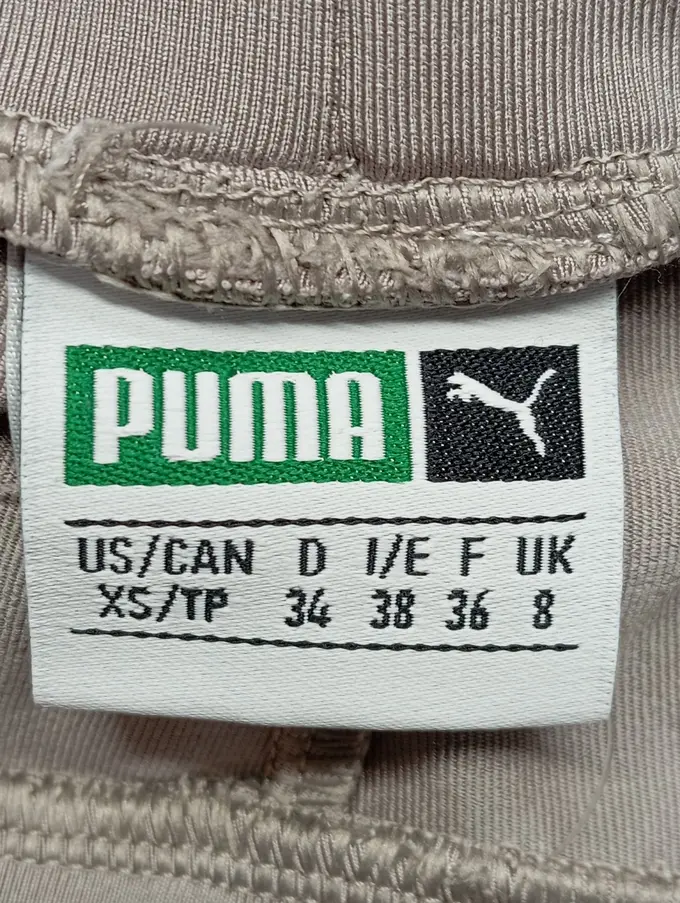 PUMA
US/CAN D I/E F UK
XS/TP 34 38 36 8